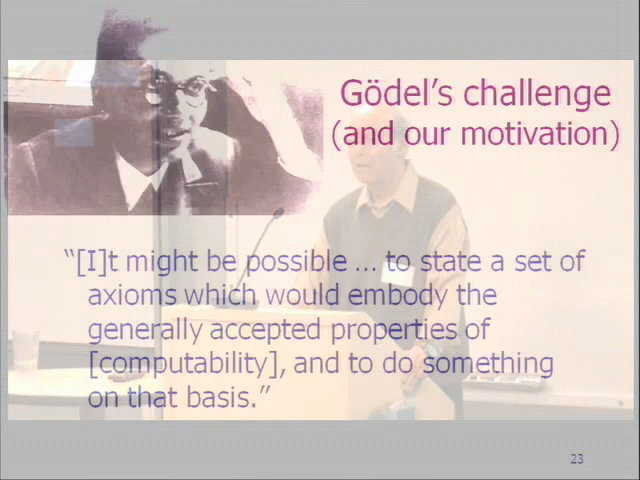 Gödel's challenge
(and our motivation)
“[I]t might be possible … to state a set of
axioms which would embody the
generally accepted properties of
[computability], and to do something
on that basis.”
23